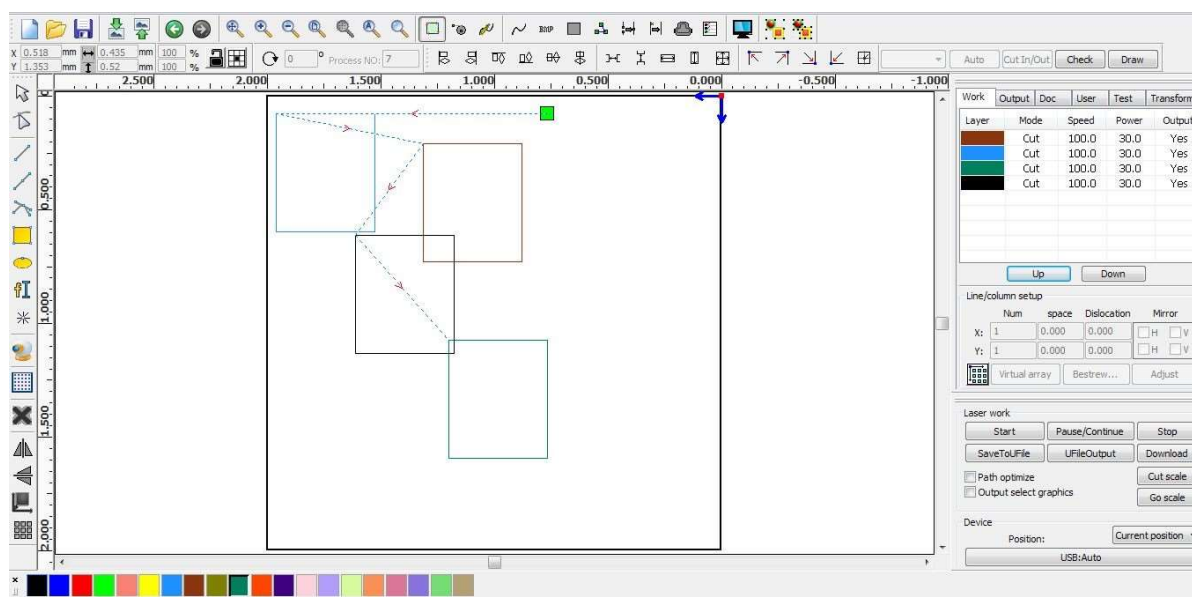 BMP
X 0.518 mm 0.435 mm 100 %
Y 1.353 mm 0.52 mm 100 %
0 ° Process NO: 7
Auto Cut In/Out Check Draw
2.500 2.000 1.500 1.000 0.500 0.000 -0.500 -1.000
0.500
1.000
1.500
2.000
Work Output Doc User Test Transform
Layer Mode Speed Power Output
Cut 100.0 30.0 Yes
Cut 100.0 30.0 Yes
Cut 100.0 30.0 Yes
Cut 100.0 30.0 Yes
Up Down
Line/column setup
Num space Dislocation Mirror
X: 1 0.000 0.000 H V
Y: 1 0.000 0.000 H V
Virtual array Bestrew... Adjust
Laser work
Start Pause/Continue Stop
SaveToUFile UFileOutput Download
Path optimize
Output select graphics
Cut scale
Go scale
Device
Position: Current position
USB:Auto